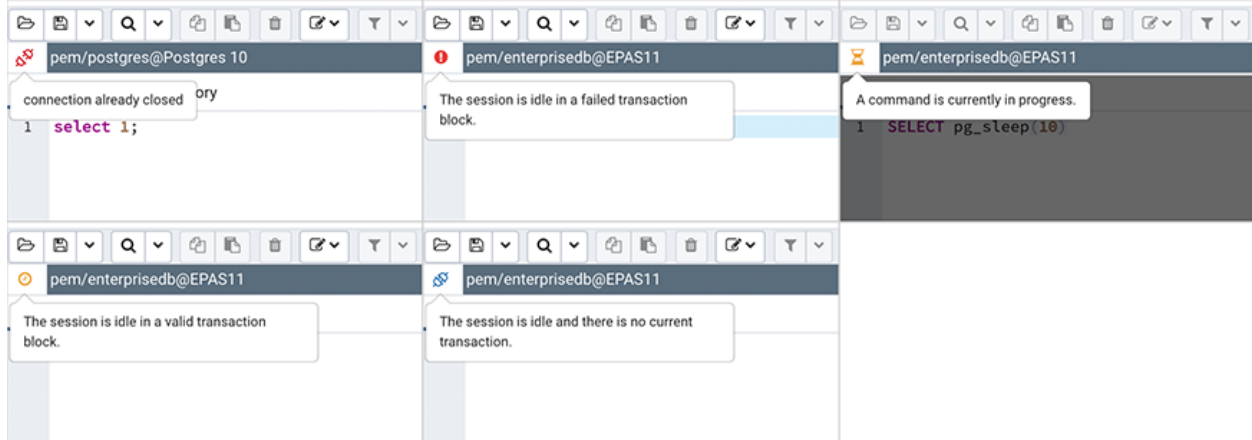 pem/postgres@Postgres 10
connection already closed
ory
1 select 1;
pem/enterprisedb@EPAS11
The session is idle in a failed transaction
block.
pem/enterprisedb@EPAS11
A command is currently in progress.
1 SELECT pg_sleep(10)
pem/enterprisedb@EPAS11
The session is idle in a valid transaction
block.
pem/enterprisedb@EPAS11
The session is idle and there is no current
transaction.